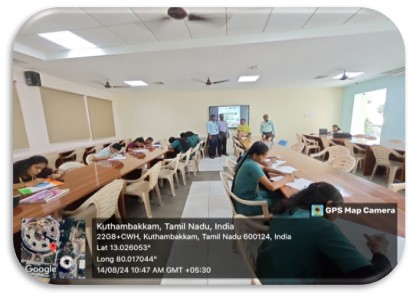 GPS Map Camera
Kuthambakkam, Tamil Nadu, India
22G8+CWH, Kuthambakkam, Tamil Nadu 600124, India
Lat 13.026053°
Long 80.017044°
14/08/24 10:47 AM GMT +05:30
Google